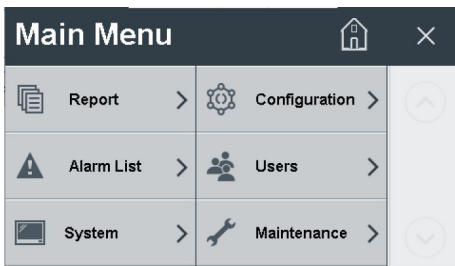 Main Menu
Report
Configuration
Alarm List
Users
System
Maintenance